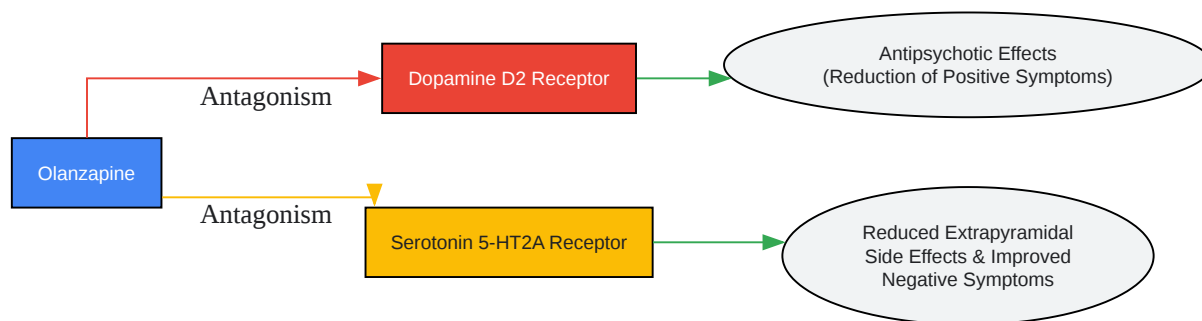 Antipsychotic Effects
(Reduction of Positive Symptoms)
Dopamine D2 Receptor
Antagonism
Olanzapine
Antagonism
Serotonin 5-HT2A Receptor
Reduced Extrapyramidal
Side Effects & Improved
Negative Symptoms